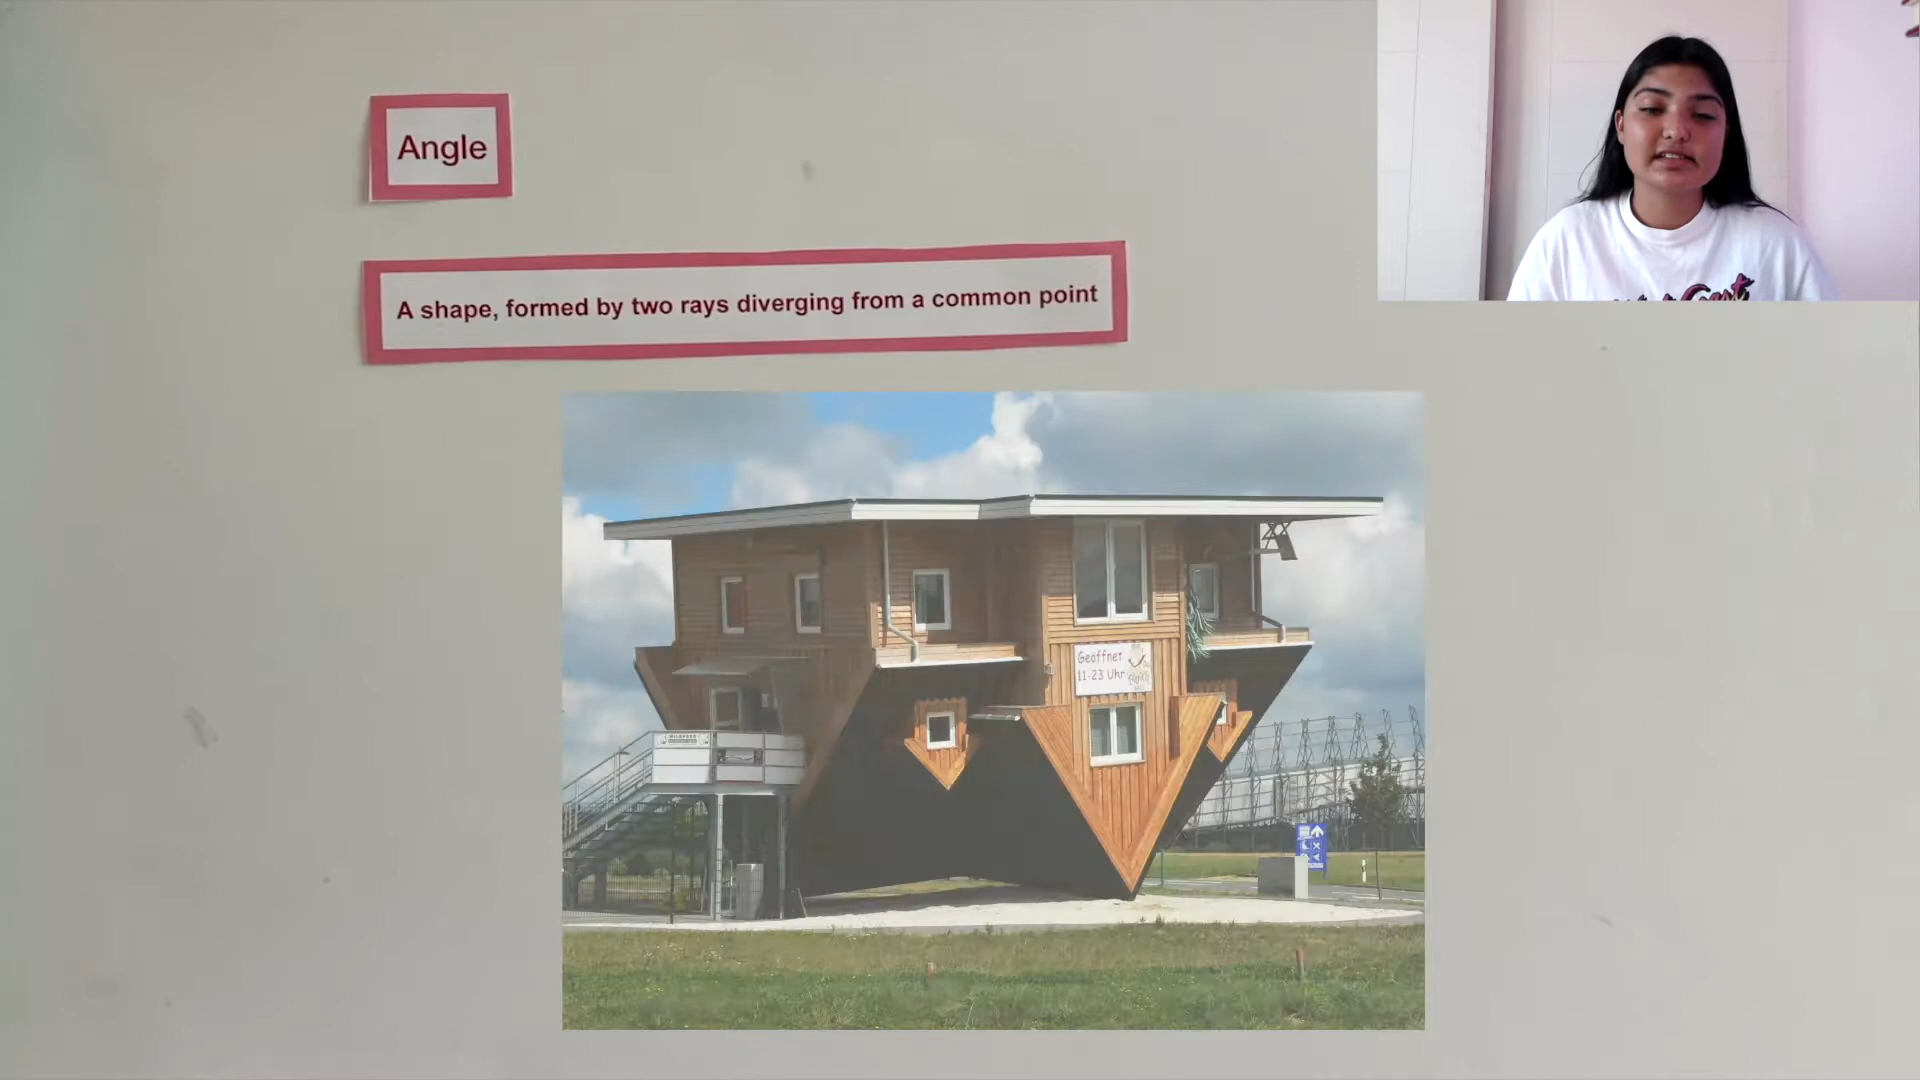 Angle
A shape, formed by two rays diverging from a common point
Geöffnet
11-23 Uhr